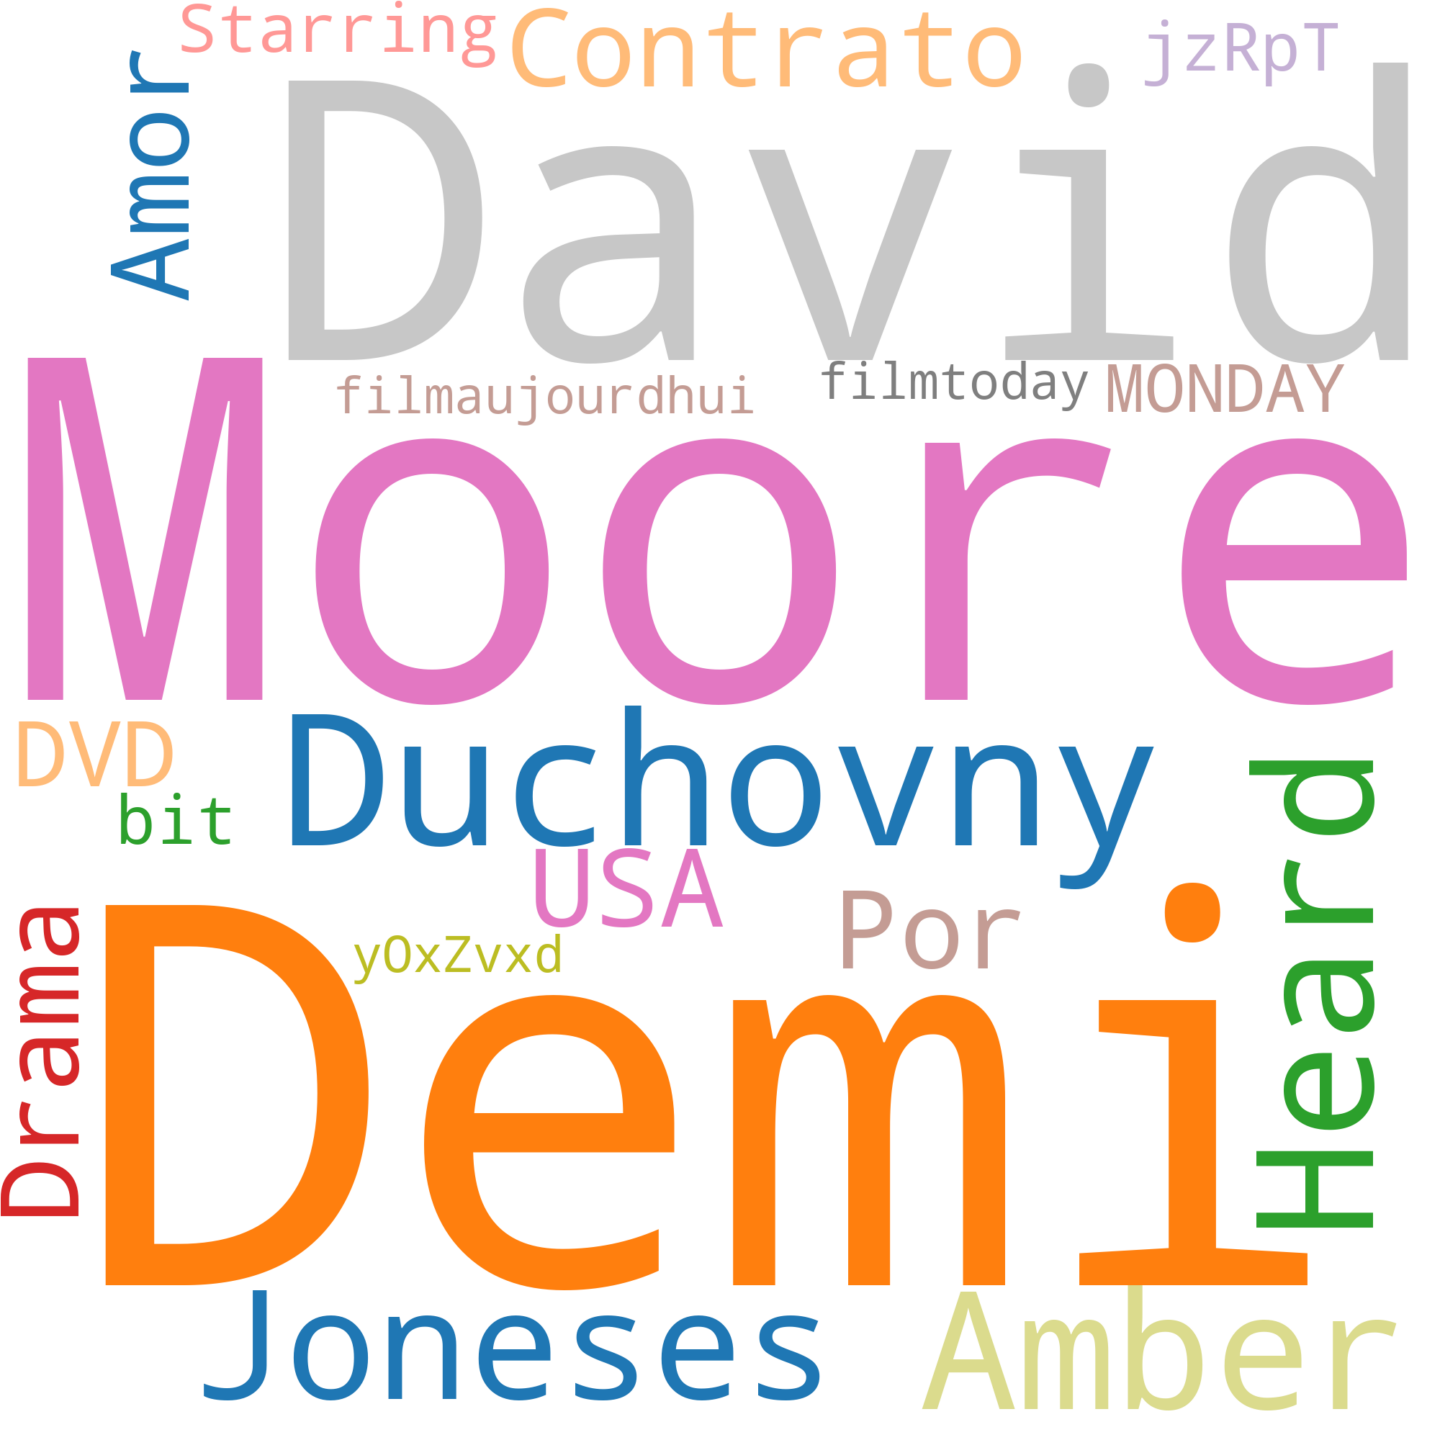 Starring
Contrato
jzRpT
Amor
David
filmaujourdhui
filmtoday
MONDAY
Moore
DVD
Duchovny
bit
USA
Heard
Drama
yOxZvxd
Por
Demi
Joneses
Amber